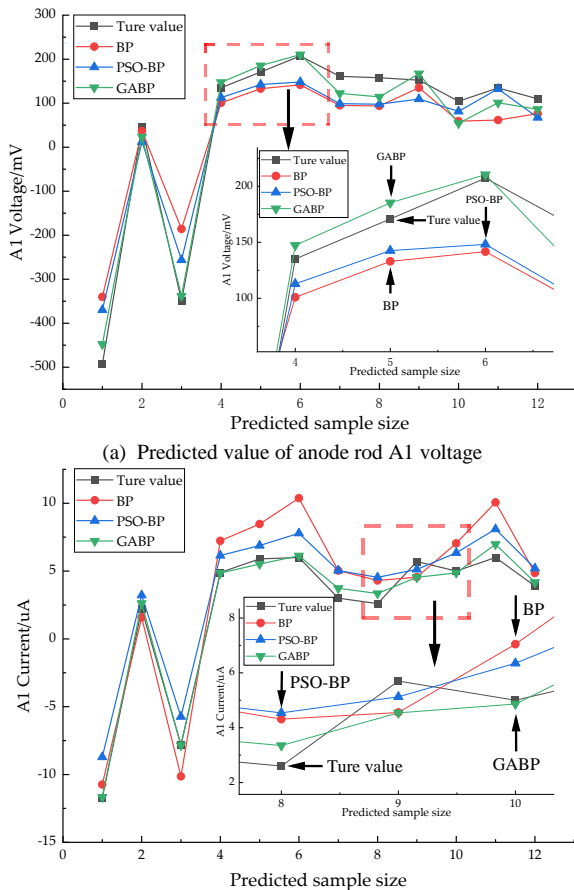 300
200
100
0
-100
-200
-300
-400
-500
A1 Voltage/mV
Ture value
BP
PSO-BP
GABP
Ture value
BP
PSO-BP
GABP
200
150
100
A1 Voltage/mV
GABP
PSO-BP
Ture value
BP
4 5 6
Predicted sample size
0 2 4 6 8 10 12
Predicted sample size
(a) Predicted value of anode rod A1 voltage
10
5
0
-5
-10
-15
A1 Current/uA
Ture value
BP
PSO-BP
GABP
Ture value
BP
PSO-BP
GABP
8
6
4
2
A1 Current/uA
BP
PSO-BP
Ture value
GABP
8 9 10
Predicted sample size
0 2 4 6 8 10 12
Predicted sample size